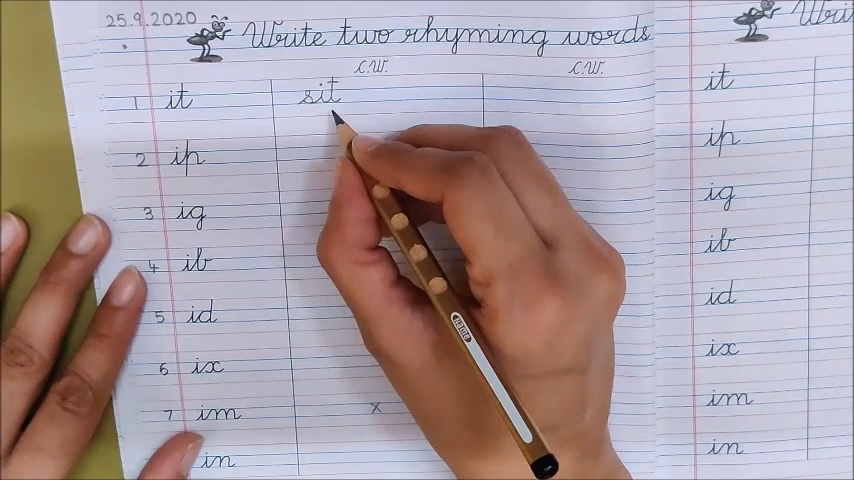 25.9.2020
Write two rhyming words.
c.w. c.w.
1 it sit
2 ip
3 ig
4 ib
5 id
6 ix
7 im x
in
Name
it
ip
ig
ib
id
ix
im
in